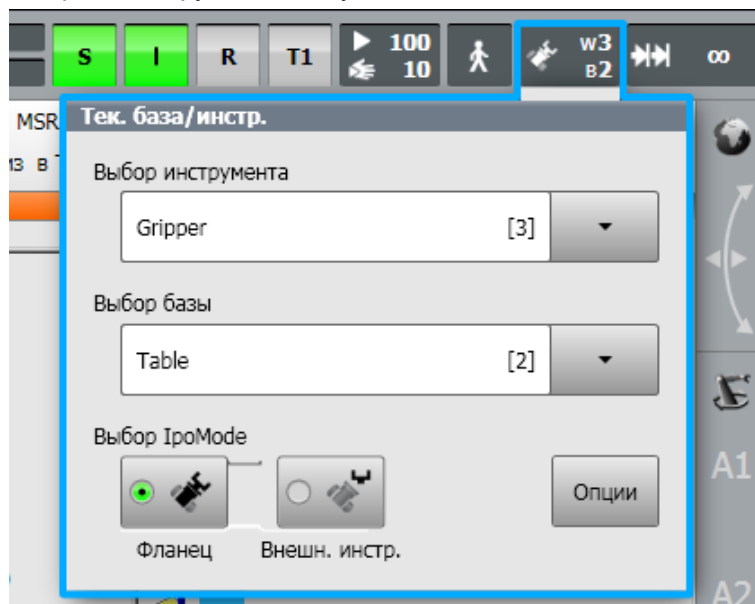 S I R T1 100 W3 ∞
10 B2
MSR
Тек. база/инстр.
из в
Выбор инструмента
Gripper [3]
Выбор базы
Table [2]
Выбор IpoMode
A1
Опции
Фланец Внешн. инстр.
A2